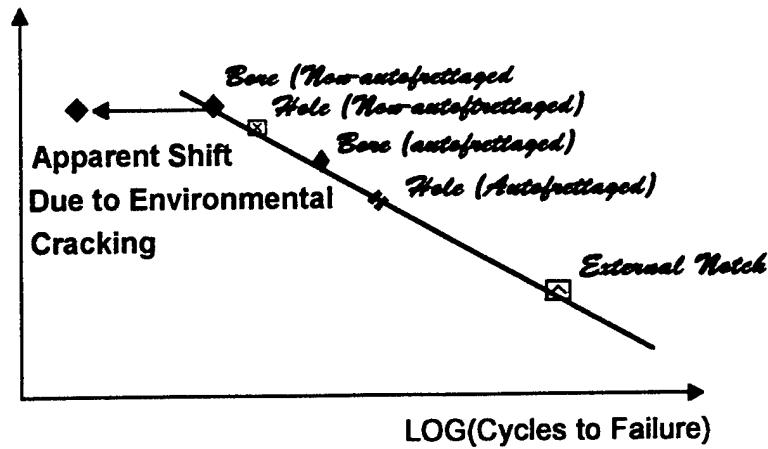 Bore (Non-autofrettaged
Hole (Non-autoftrettaged)
Bore (autofrettaged)
Hole (Autofrettaged)
External Notch
Apparent Shift
Due to Environmental
Cracking
LOG(Cycles to Failure)